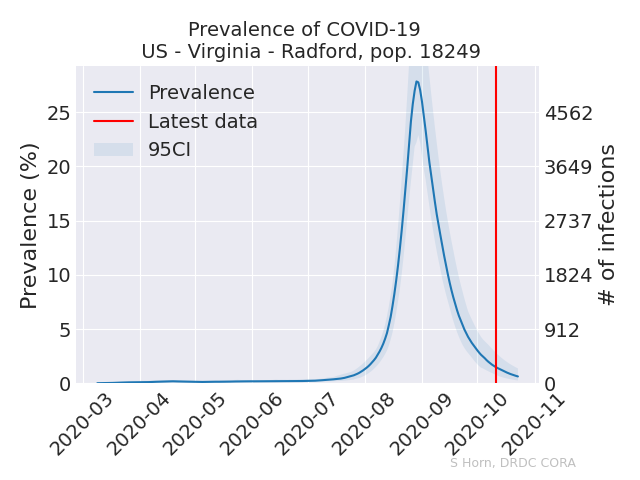 Prevalence of COVID-19
US - Virginia - Radford, pop. 18249
Prevalence
Latest data
95CI
Prevalence (%)
25
20
15
10
5
0
4562
3649
2737
1824
912
0
# of infections
2020-03
2020-04
2020-05
2020-06
2020-07
2020-08
2020-09
2020-10
2020-11
S Horn, DRDC CORA